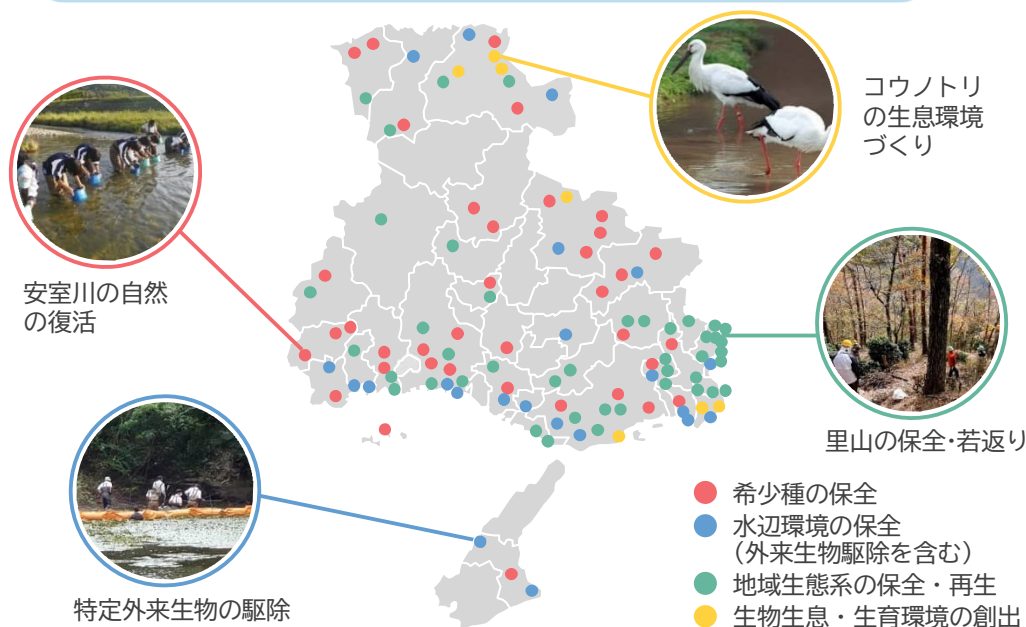 コウノトリ
の生息環境
づくり
安室川の自然
の復活
里山の保全・若返り
特定外来生物の駆除
希少種の保全
水辺環境の保全
（外来生物駆除を含む）
地域生態系の保全・再生
生物生息・生育環境の創出